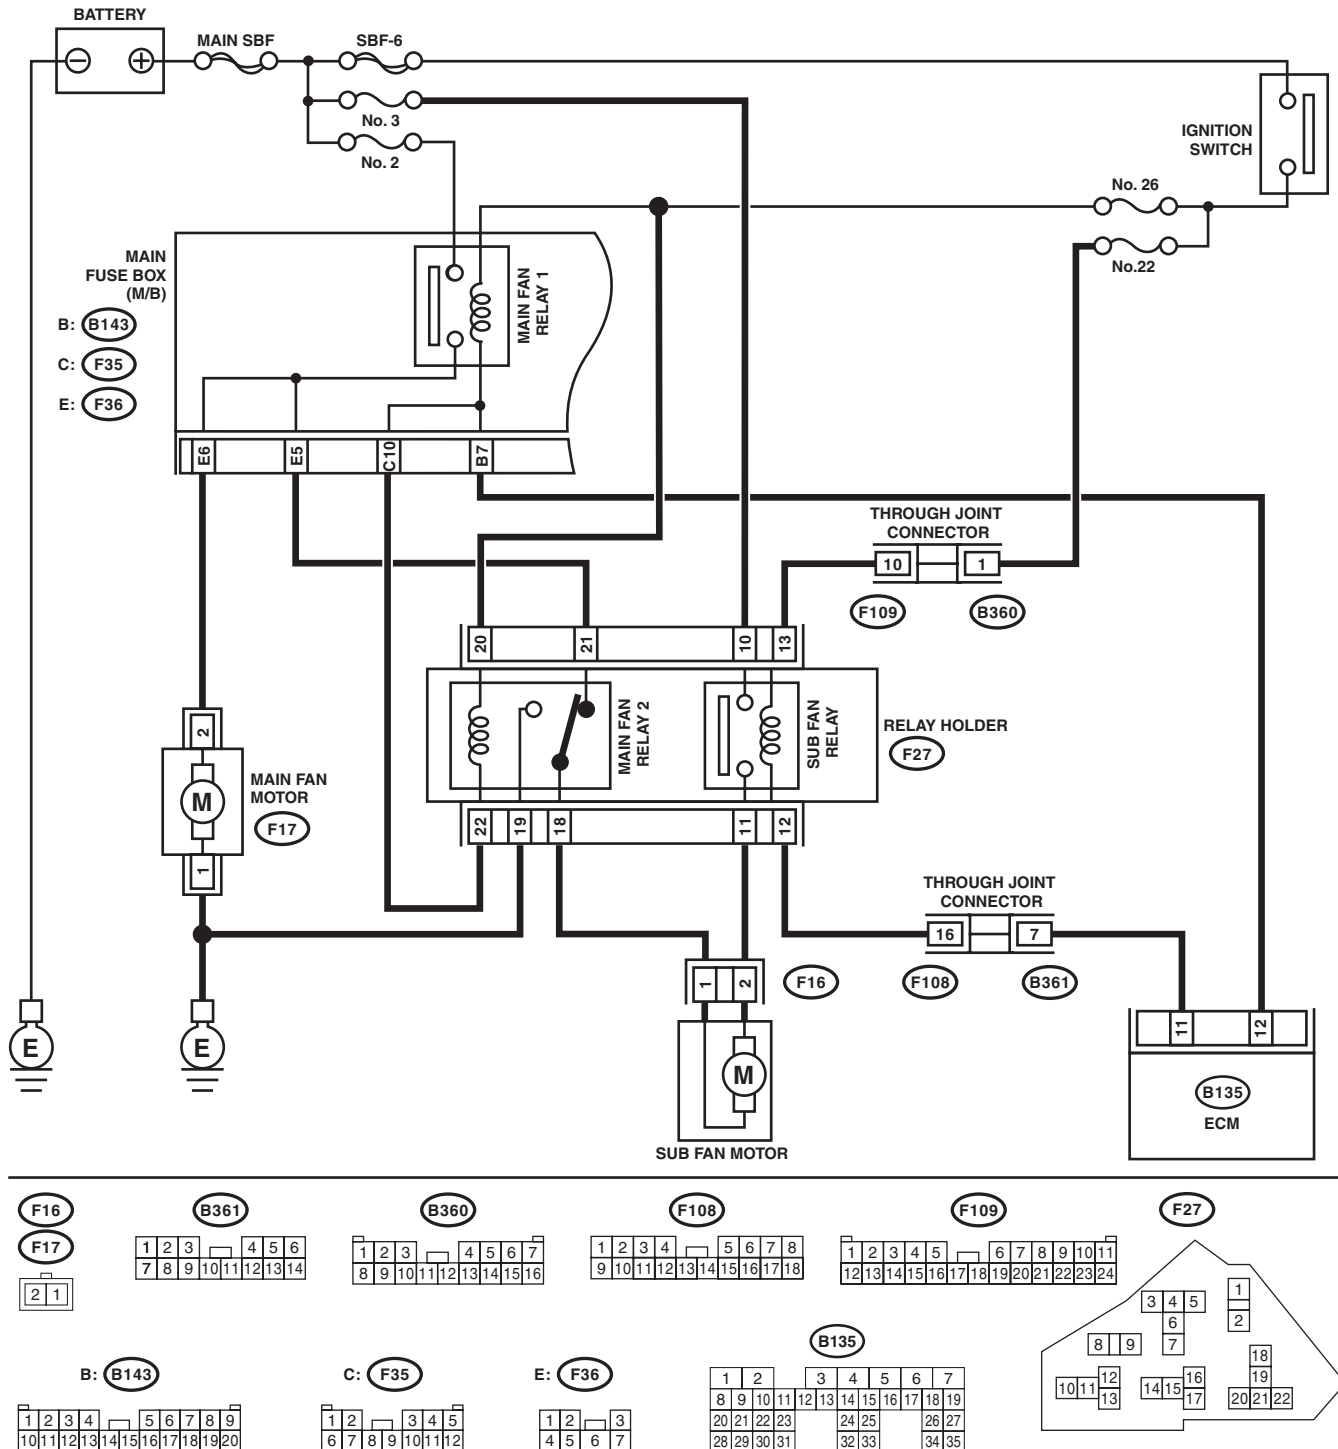 BATTERY
MAIN SBF
SBF-6
No. 3
No. 2
IGNITION
SWITCH
No. 26
No.22
MAIN
FUSE BOX
(M/B)
B: B143
C: F35
E: F36
MAIN FAN
RELAY 1
E6 E5 C10 B7
THROUGH JOINT
CONNECTOR
10 1
F109 B360
20 21 10 13
MAIN FAN
RELAY 2
SUB FAN
RELAY
RELAY HOLDER
F27
2
M
1
MAIN FAN
MOTOR
F17
22 19 18 11 12
THROUGH JOINT
CONNECTOR
16 7
F108 B361
1 2
F16
M
SUB FAN MOTOR
E
E
11 12
B135
ECM
F16
F17
2 1
B361
1 2 3 4 5 6
7 8 9 10 11 12 13 14
B360
1 2 3 4 5 6 7
8 9 10 11 12 13 14 15 16
F108
1 2 3 4 5 6 7 8
9 10 11 12 13 14 15 16 17 18
F109
1 2 3 4 5 6 7 8 9 10 11
12 13 14 15 16 17 18 19 20 21 22 23 24
F27
1
2
3 4 5
6
7
8 9
10 11 12
13
14 15 16
17
18
19
20 21 22
B: B143
1 2 3 4 5 6 7 8 9
10 11 12 13 14 15 16 17 18 19 20
C: F35
1 2 3 4 5
6 7 8 9 10 11 12
E: F36
1 2 3
4 5 6 7
B135
1 2 3 4 5 6 7
8 9 10 11 12 13 14 15 16 17 18 19
20 21 22 23 24 25 26 27
28 29 30 31 32 33 34 35